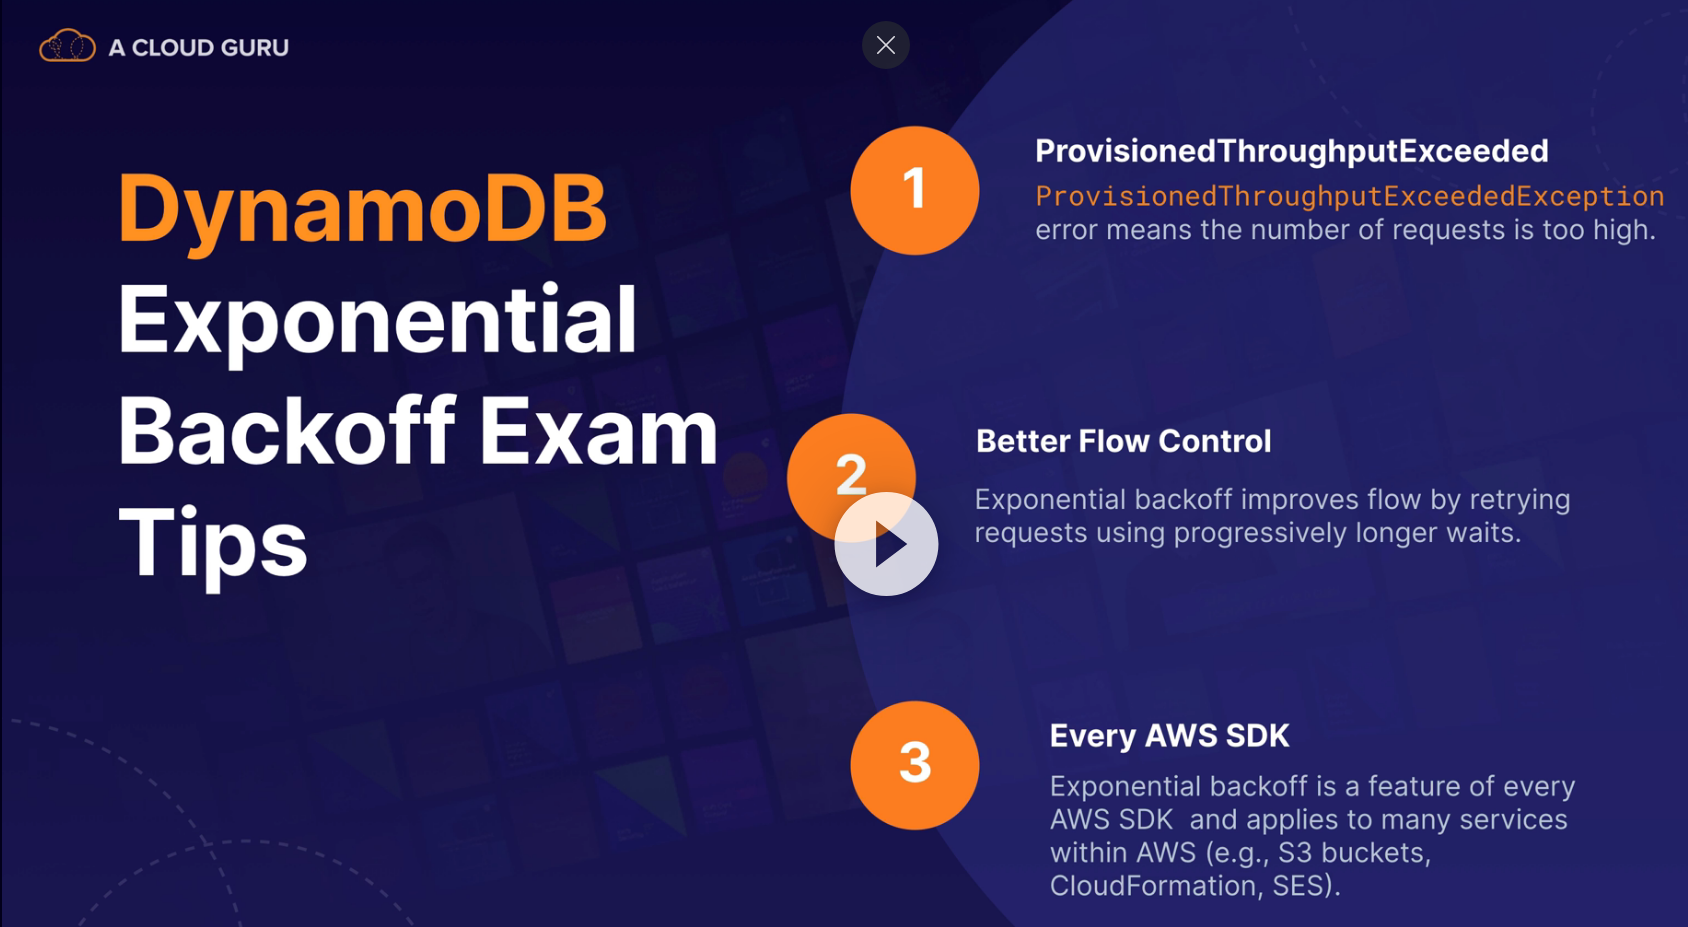 A CLOUD GURU
DynamoDB
Exponential
Backoff Exam
Tips
1
ProvisionedThroughputExceeded
ProvisionedThroughputExceededException
error means the number of requests is too high.
2
Better Flow Control
Exponential backoff improves flow by retrying
requests using progressively longer waits.
3
Every AWS SDK
Exponential backoff is a feature of every
AWS SDK and applies to many services
within AWS (e.g., S3 buckets,
CloudFormation, SES).